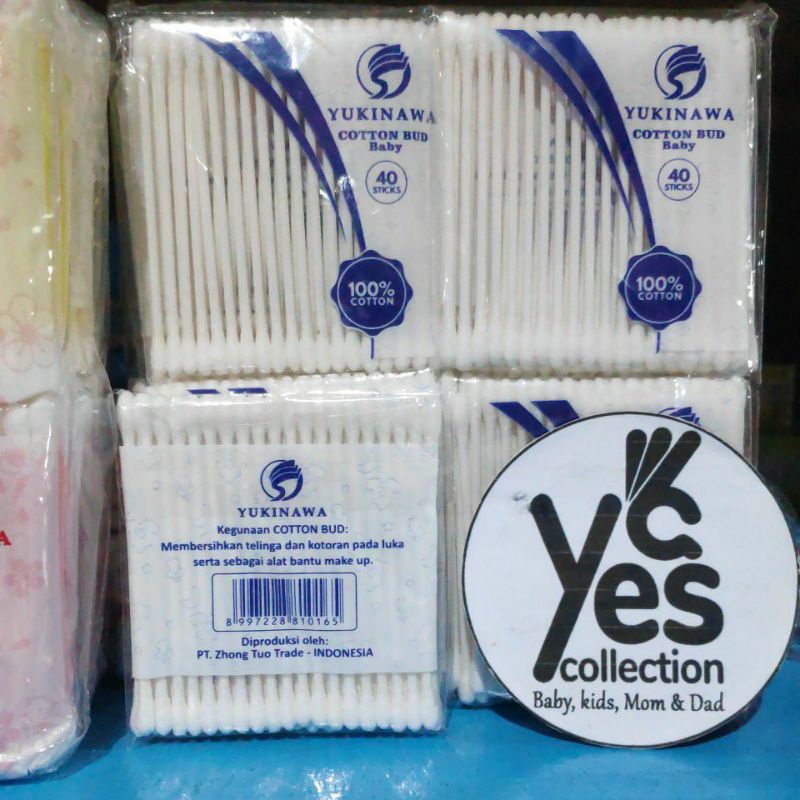 YUKINAWA
COTTON BUD
Baby
40
STICKS
100%
COTTON
YUKINAWA
COTTON BUD
Baby
40
STICKS
100%
COTTON
YUKINAWA
Kegunaan COTTON BUD:
Membersihkan telinga dan kotoran pada luka
serta sebagai alat bantu make up.
8 997228 810165
Diproduksi oleh:
PT. Zhong Tuo Trade - INDONESIA
Yes
collection
Baby, kids, Mom & Dad